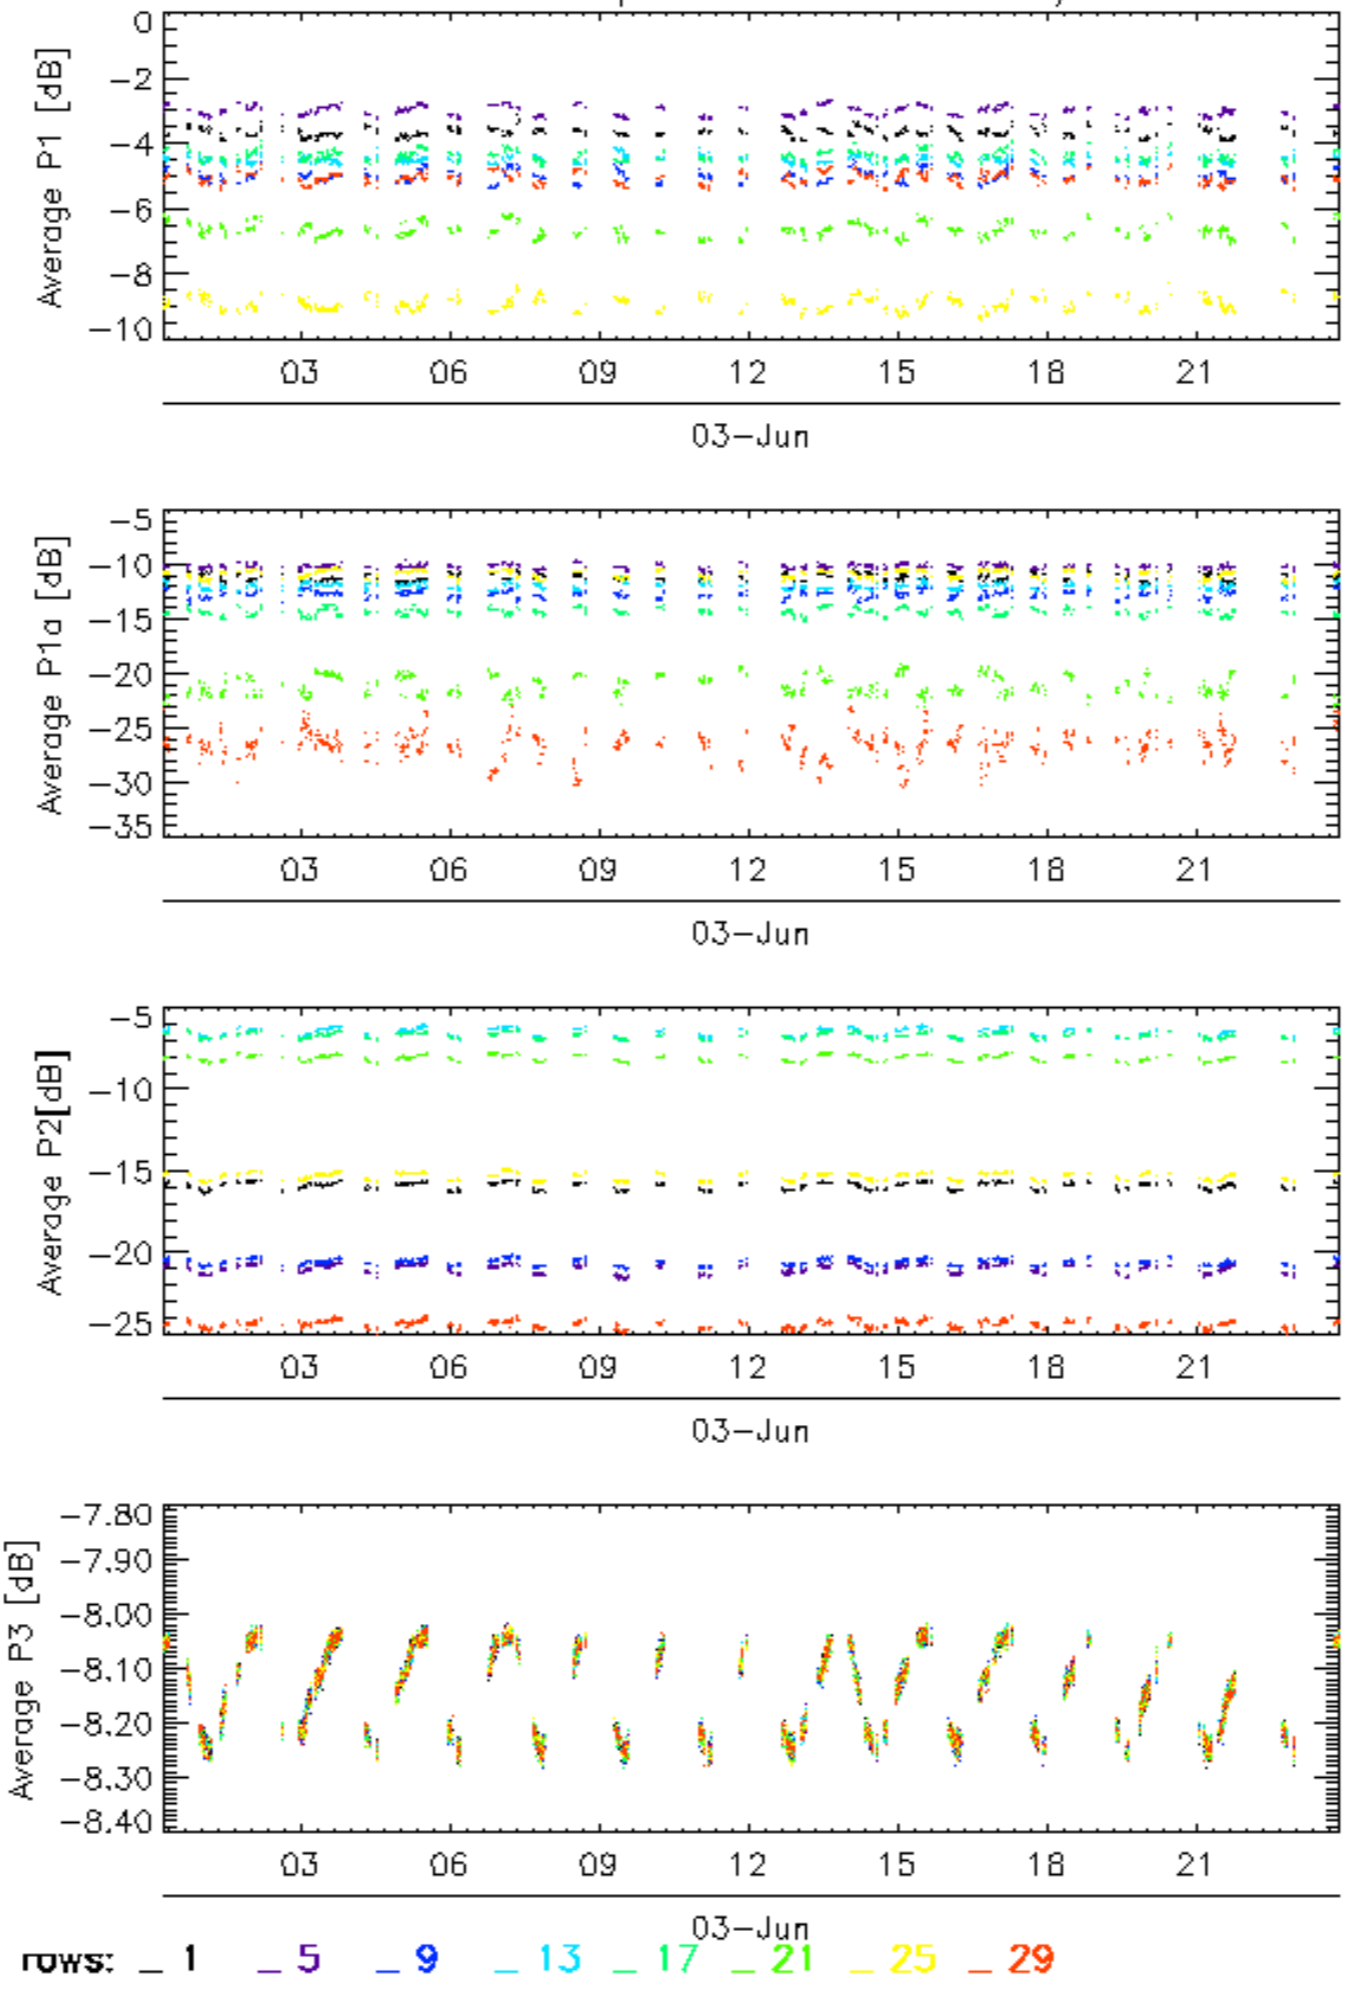 Average P1 [dB]
0
−2
−4
−6
−8
−10
03 06 09 12 15 18 21
03−Jun
Average P1a [dB]
−5
−10
−15
−20
−25
−30
−35
03 06 09 12 15 18 21
03−Jun
Average P2[dB]
−5
−10
−15
−20
−25
03 06 09 12 15 18 21
03−Jun
Average P3 [dB]
−7.80
−7.90
−8.00
−8.10
−8.20
−8.30
−8.40
03 06 09 12 15 18 21
03−Jun
rows: _ 1 _ 5 _ 9 _ 13 _ 17 _ 21 _ 25 _ 29